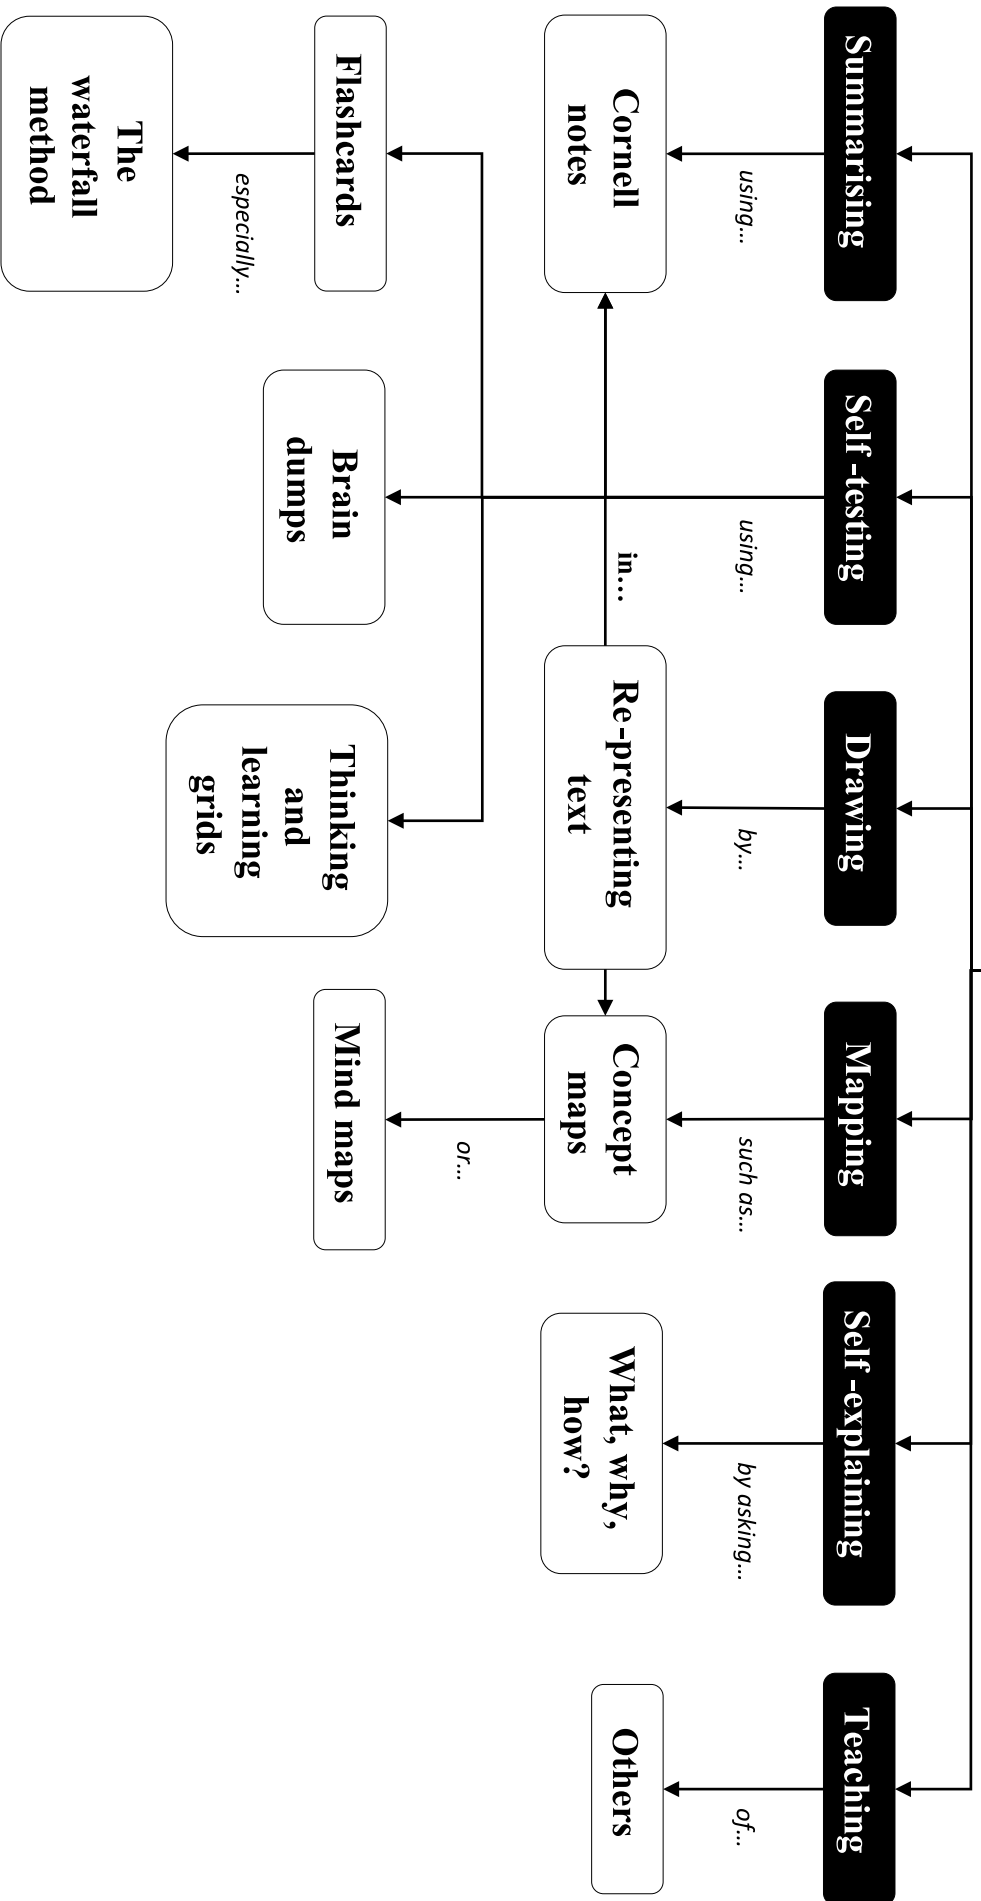 Summarising
Self-testing
Drawing
Mapping
Self-explaining
Teaching
using...
using...
by...
such as...
by asking...
of...
Cornell
notes
in...
Re-presenting
text
Concept
maps
What, why,
how?
Others
or...
Flashcards
Brain
dumps
Thinking
and
learning
grids
Mind maps
especially...
The
waterfall
method